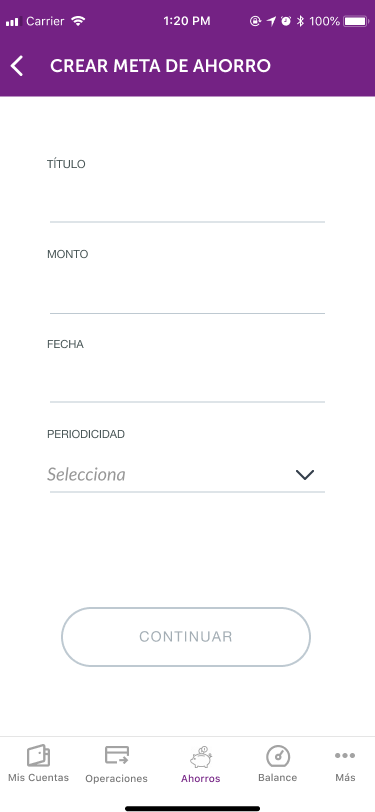 Carrier 1:20 PM 100%
CREAR META DE AHORRO
TÍTULO
MONTO
FECHA
PERIODICIDAD
Selecciona
CONTINUAR
Mis Cuentas Operaciones Ahorros Balance Más